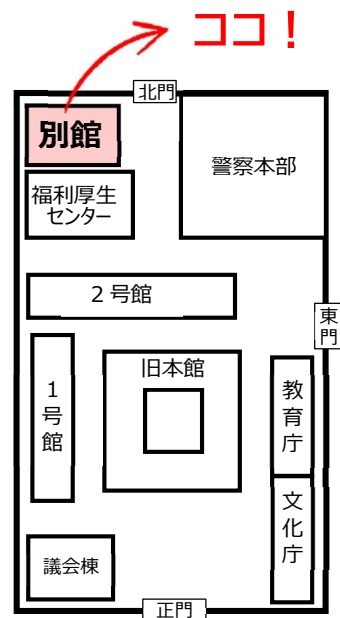 ココ！
北門
別館
警察本部
福利厚生
センター
２号館
東門
旧本館
１号館
教育庁
文化庁
議会棟
正門